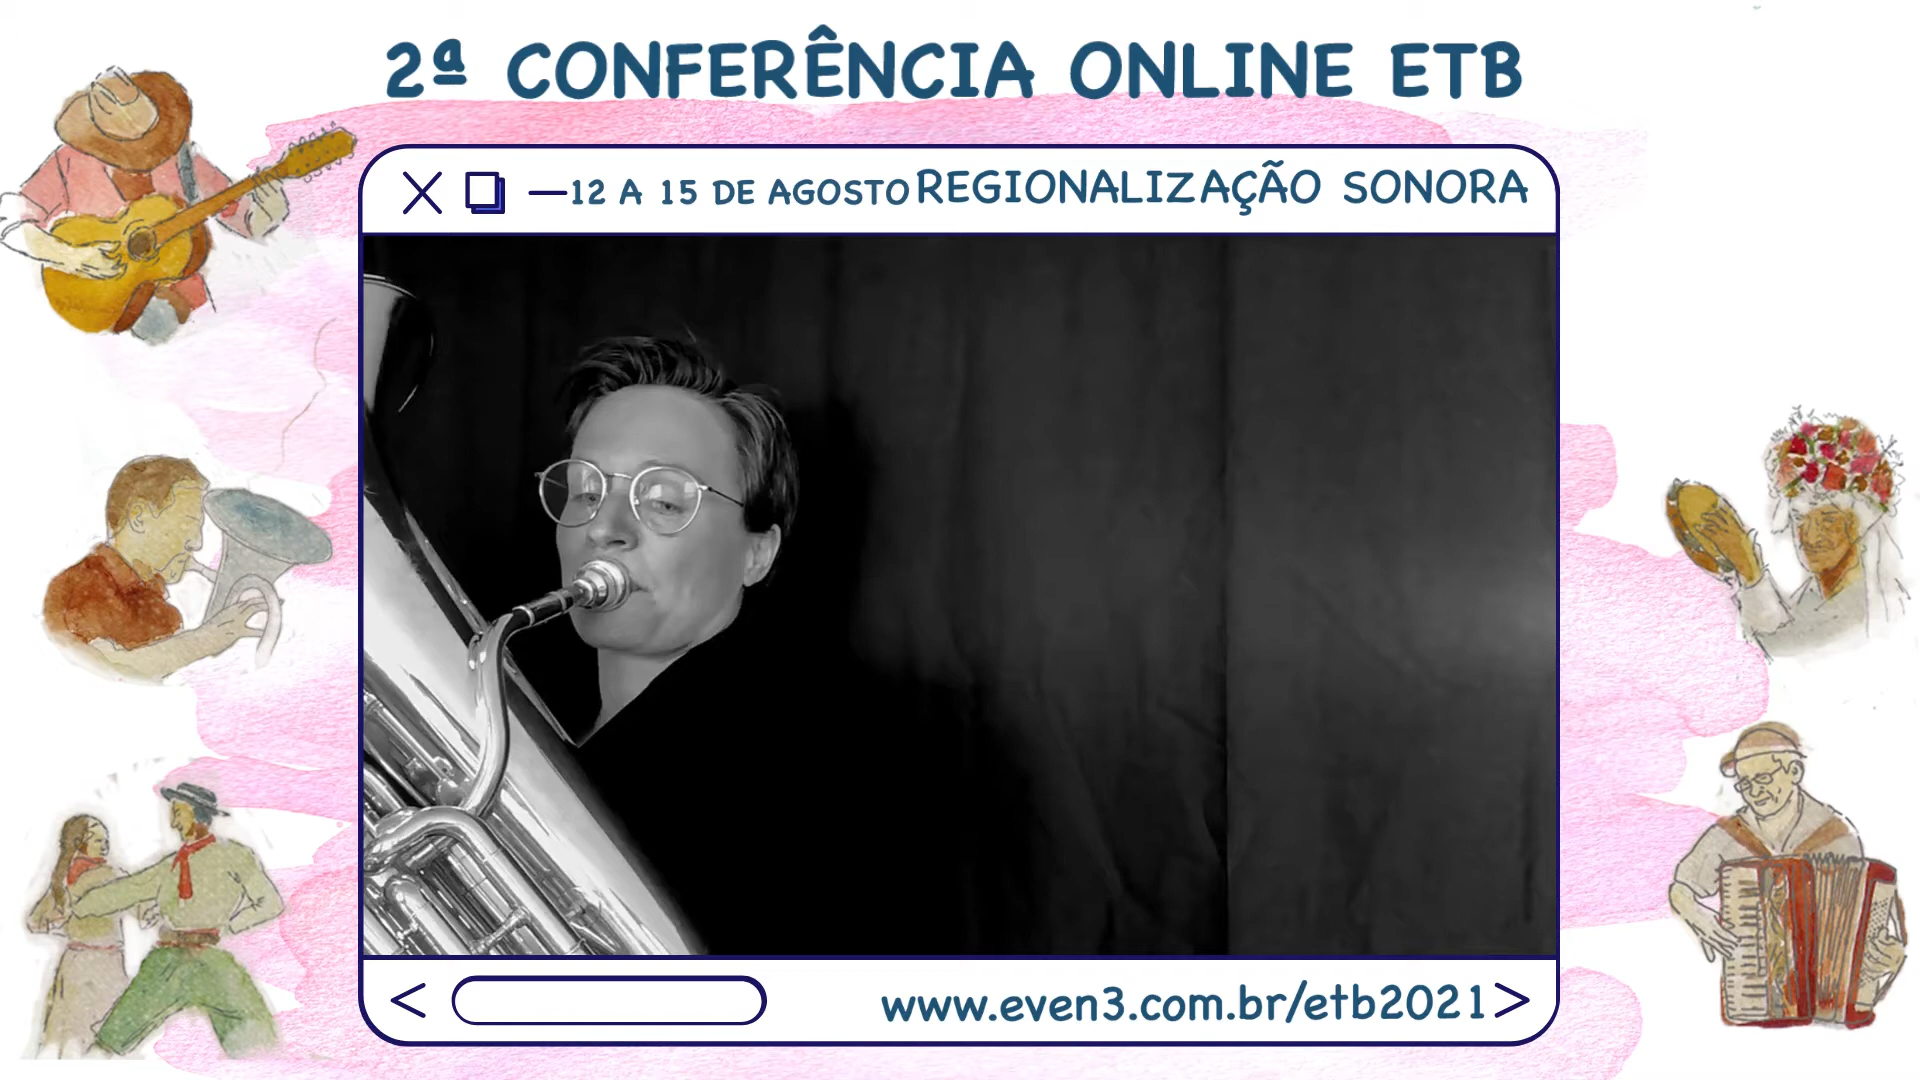 2ª CONFERÊNCIA ONLINE ETB
12 A 15 DE AGOSTO REGIONALIZAÇÃO SONORA
www.even3.com.br/etb2021